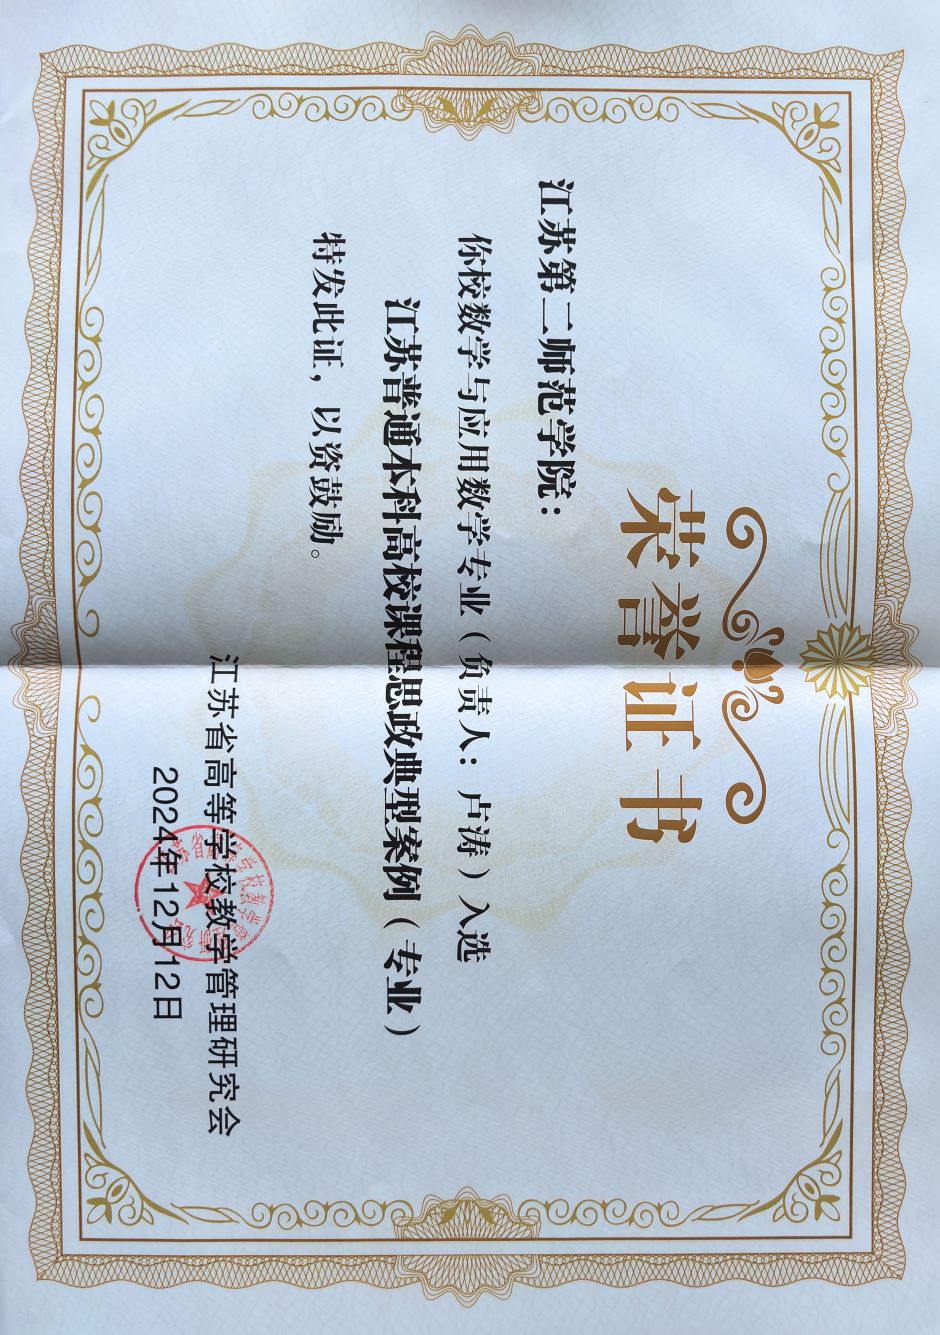 荣誉证书
江苏第二师范学院：
你校数学与应用数学专业（负责人：卢涛）入选
江苏普通本科高校课程思政典型案例（专业）
特发此证，以资鼓励。
江苏省高等学校教学管理研究会
2024年12月12日